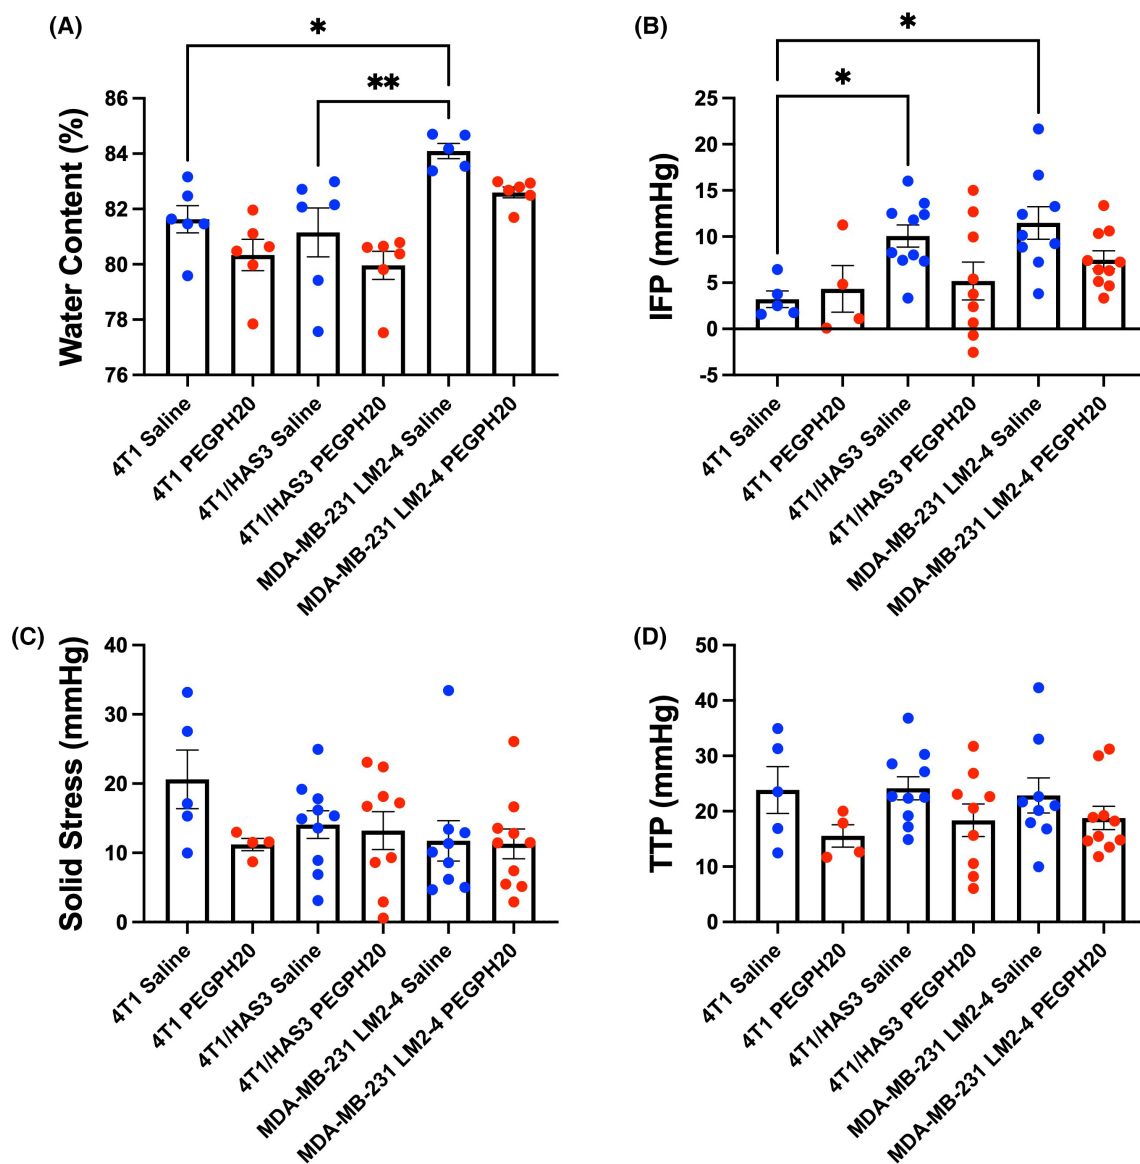 (A)
*
**
Water Content (%)
86
84
82
80
78
76
4T1 Saline
4T1 PEGPH20
4T1/HAS3 Saline
4T1/HAS3 PEGPH20
MDA-MB-231 LM2-4 Saline
MDA-MB-231 LM2-4 PEGPH20
(B)
*
*
IFP (mmHg)
25
20
15
10
5
0
-5
4T1 Saline
4T1 PEGPH20
4T1/HAS3 Saline
4T1/HAS3 PEGPH20
MDA-MB-231 LM2-4 Saline
MDA-MB-231 LM2-4 PEGPH20
(C)
Solid Stress (mmHg)
40
30
20
10
0
4T1 Saline
4T1 PEGPH20
4T1/HAS3 Saline
4T1/HAS3 PEGPH20
MDA-MB-231 LM2-4 Saline
MDA-MB-231 LM2-4 PEGPH20
(D)
TTP (mmHg)
50
40
30
20
10
0
4T1 Saline
4T1 PEGPH20
4T1/HAS3 Saline
4T1/HAS3 PEGPH20
MDA-MB-231 LM2-4 Saline
MDA-MB-231 LM2-4 PEGPH20